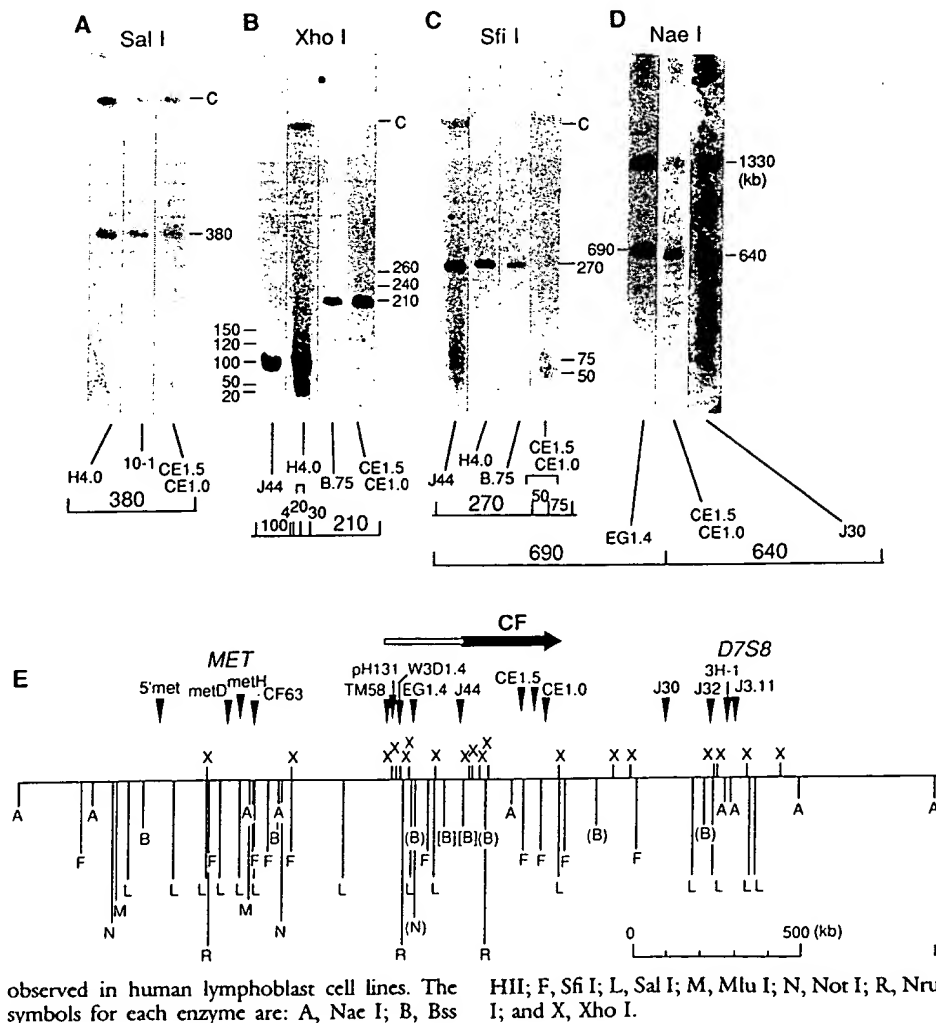 A B C D
Sal I Xho I Sfi I Nae I
C C C
1330
(kb)
380
690 640
260
240
210
270
150
120
100
50
20
75
50
H4.0 10-1 CE1.5
CE1.0
J44 H4.0 B.75 CE1.5
CE1.0
J44 H4.0 B.75 CE1.5
CE1.0
EG1.4 CE1.5
CE1.0 J30
380
100 4 20 30 210
270 50 75
690 640
CF
E
MET D7S8
5'met metD metH CF63
pH131 W3D1.4
TM58 EG1.4 J44
CE1.5 CE1.0
J30 J32 3H-1 J3.11
X X X X X X X X X X X X X X X X X X
A A A A A A A A A
B B (B) [B] [B] (B) (B) (B)
F F F F F F F F F F
L L L L L L L L L L L L L L
M M
N N (N)
R R R
0 500 (kb)
observed in human lymphoblast cell lines. The
symbols for each enzyme are: A, Nae I; B, Bss
HII; F, Sfi I; L, Sal I; M, Mlu I; N, Not I; R, Nru
I; and X, Xho I.